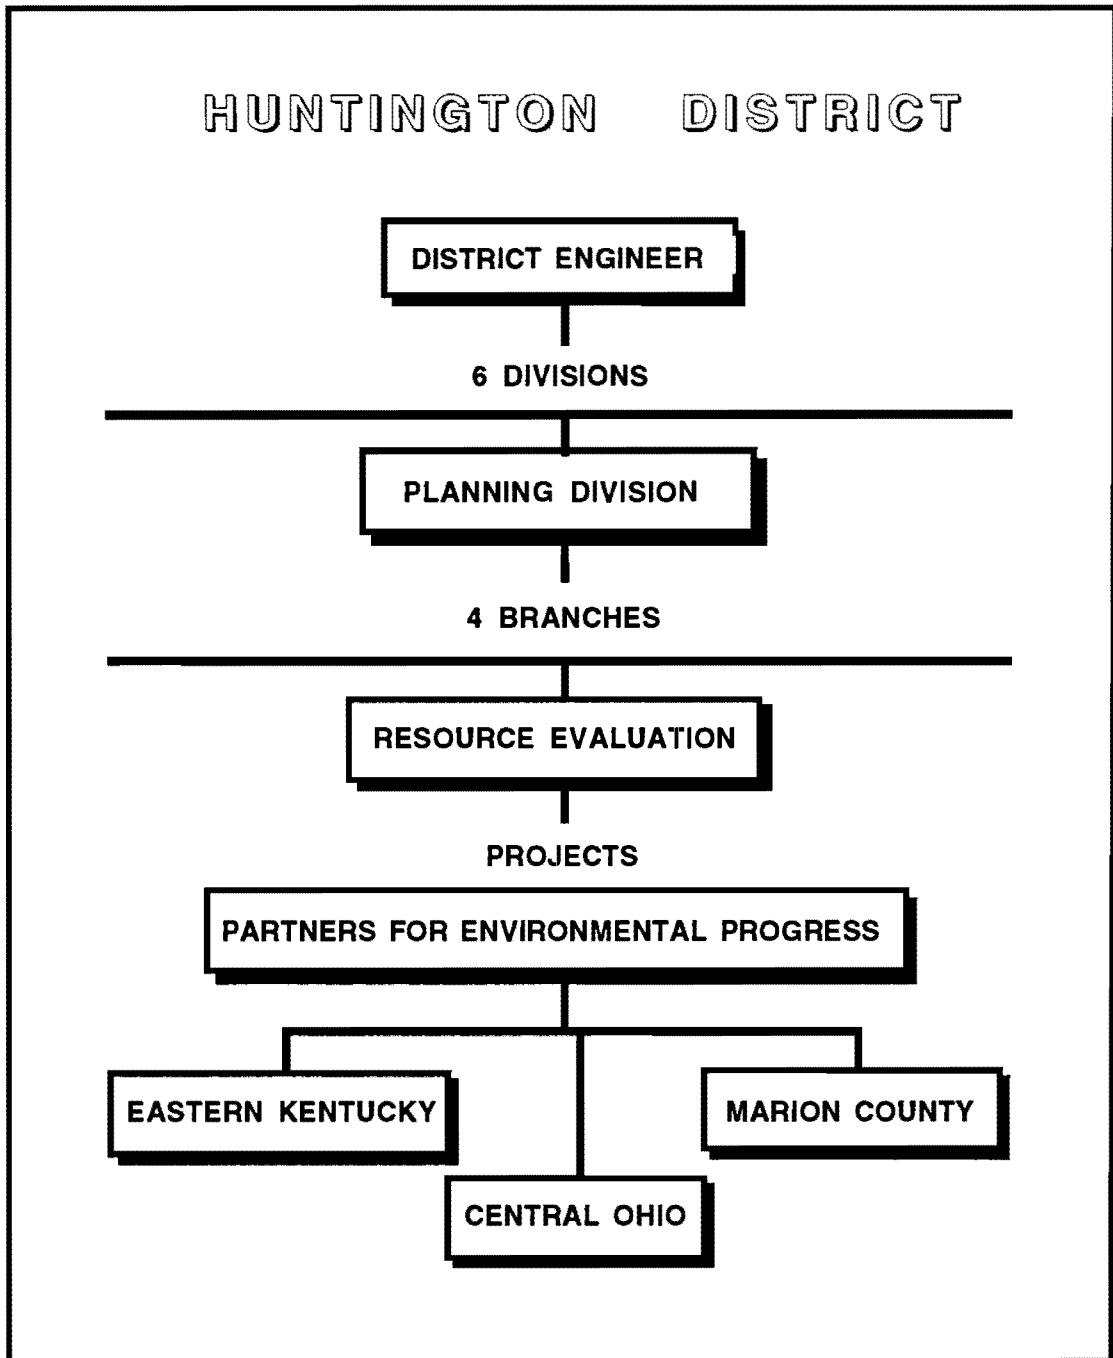 HUNTINGTON DISTRICT
DISTRICT ENGINEER
6 DIVISIONS
PLANNING DIVISION
4 BRANCHES
RESOURCE EVALUATION
PROJECTS
PARTNERS FOR ENVIRONMENTAL PROGRESS
EASTERN KENTUCKY
MARION COUNTY
CENTRAL OHIO